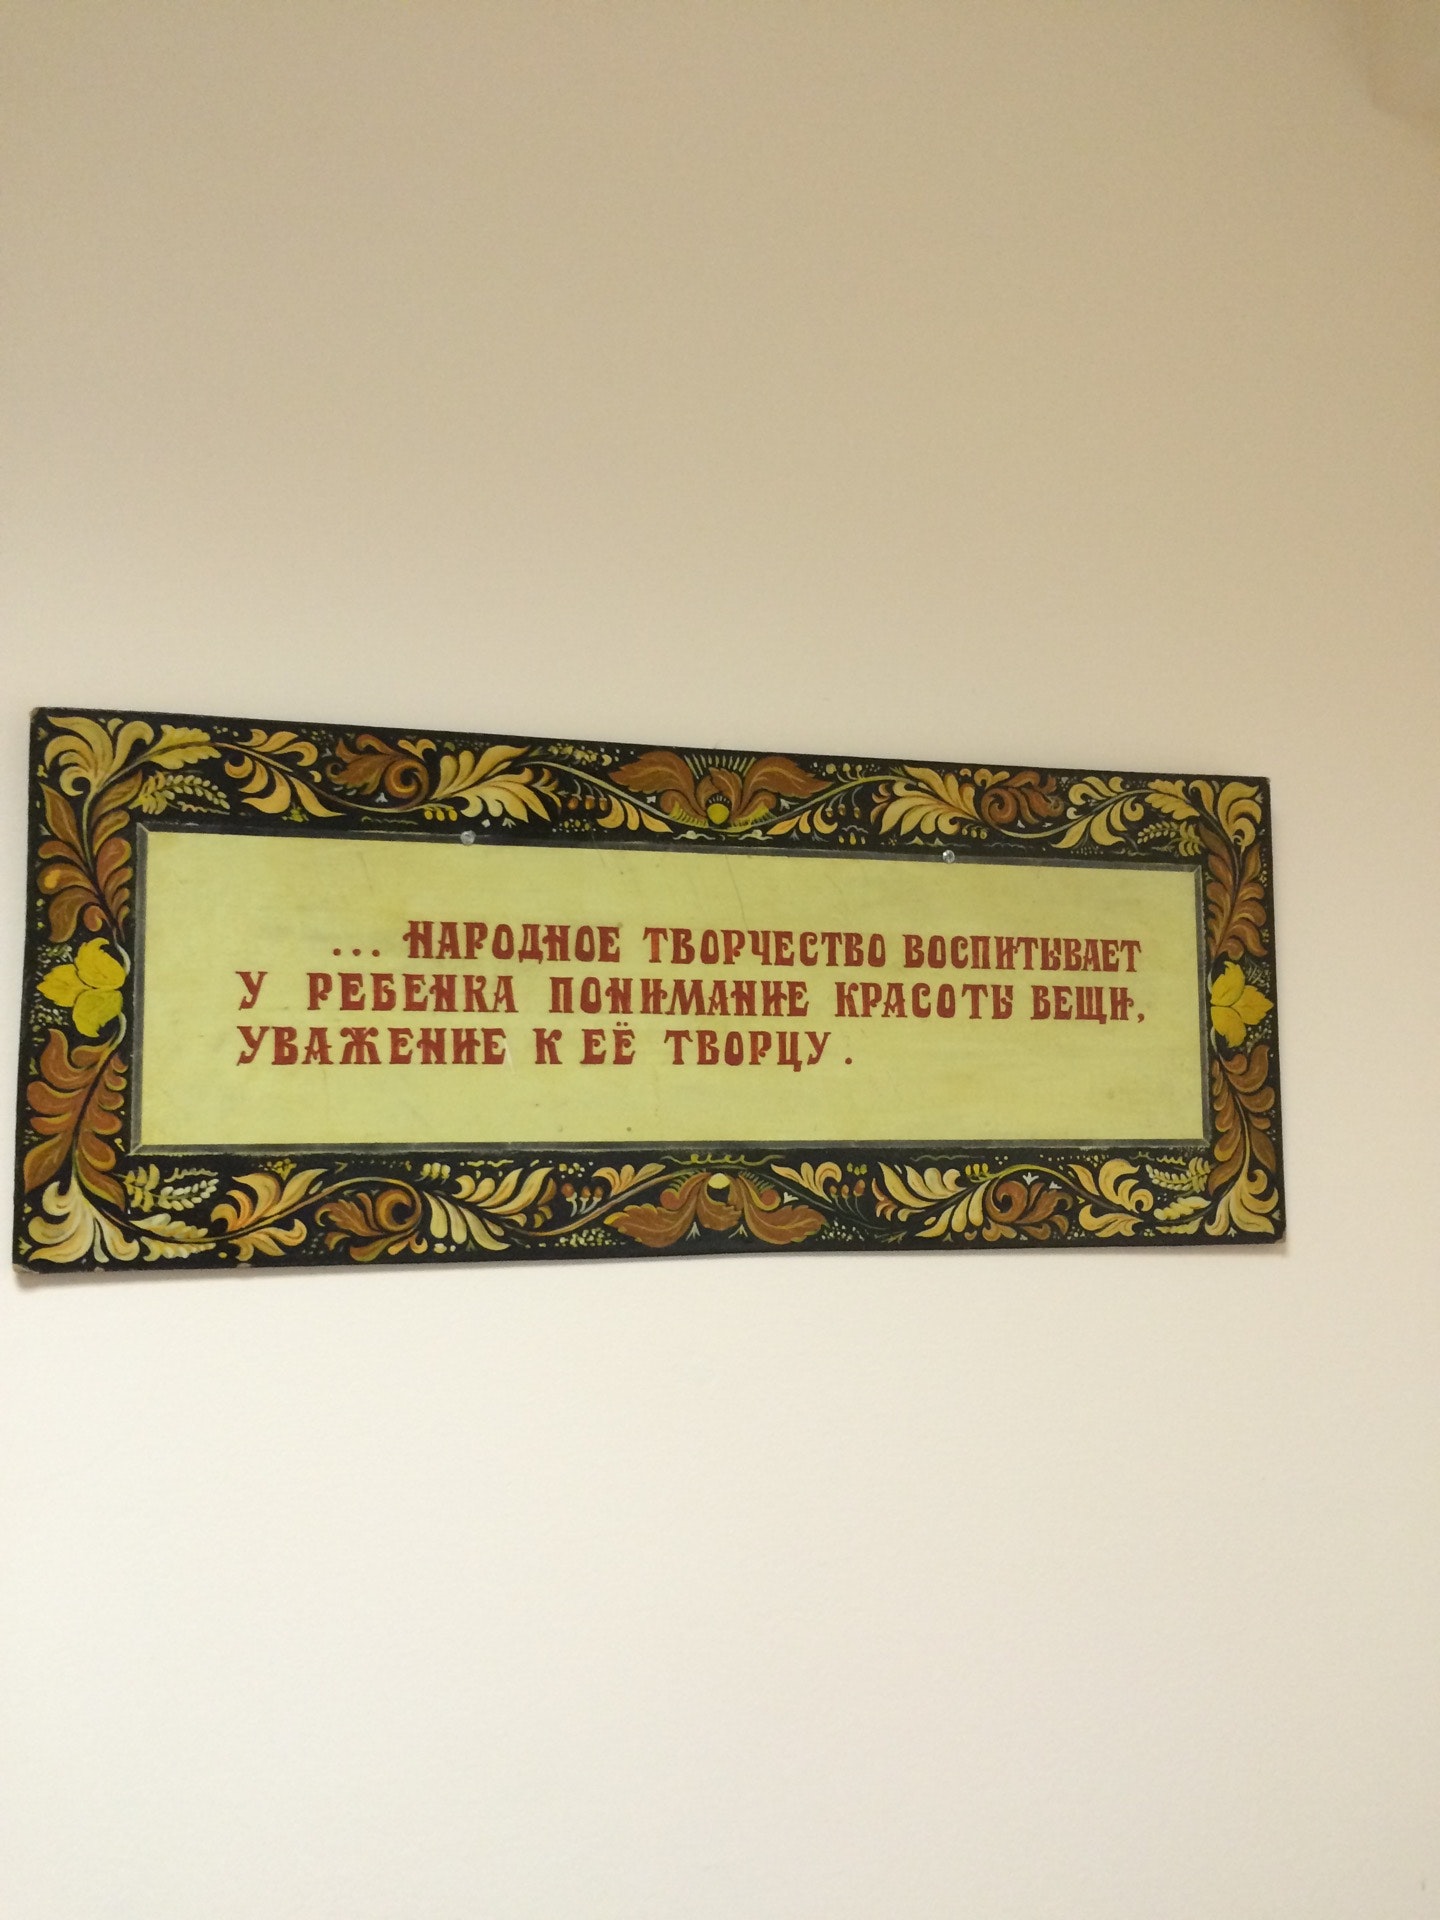 ... НАРОДНОЕ ТВОРЧЕСТВО ВОСПИТЫВАЕТ
У РЕБЕНКА ПОНИМАНИЕ КРАСОТЫ ВЕЩИ,
УВАЖЕНИЕ К ЕЁ ТВОРЦУ.